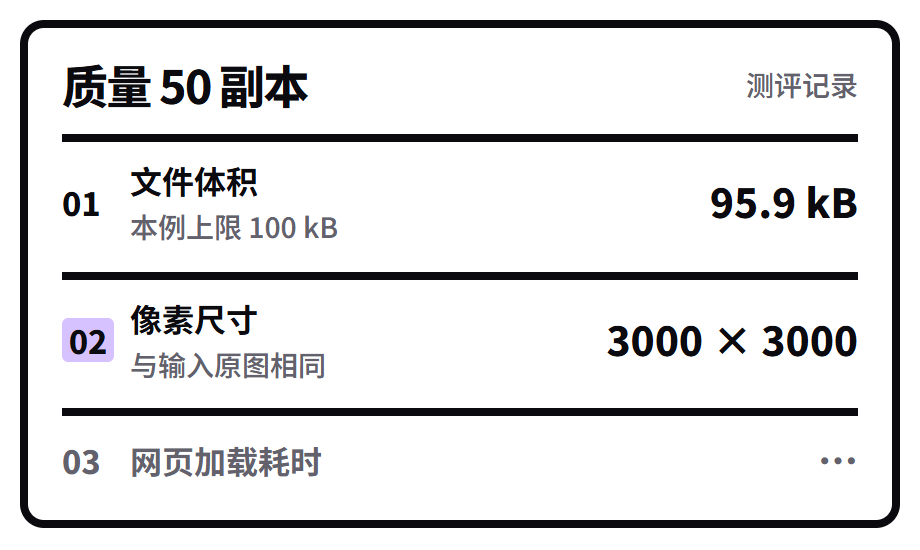 质量 50 副本
测评记录
01
文件体积
本例上限 100 kB
95.9 kB
02
像素尺寸
与输入原图相同
3000 × 3000
03
网页加载耗时
…